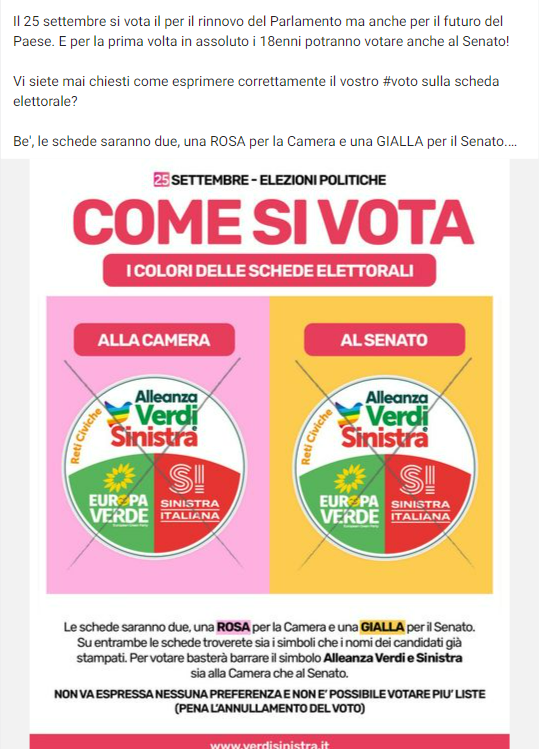 Il 25 settembre si vota il per il rinnovo del Parlamento ma anche per il futuro del
Paese. E per la prima volta in assoluto i 18enni potranno votare anche al Senato!
Vi siete mai chiesti come esprimere correttamente il vostro #voto sulla scheda
elettorale?
Be', le schede saranno due, una ROSA per la Camera e una GIALLA per il Senato....
25 SETTEMBRE - ELEZIONI POLITICHE
COME SI VOTA
I COLORI DELLE SCHEDE ELETTORALI
ALLA CAMERA
Reti Civiche
Alleanza
Verdi
Sinistra
EUROPA
VERDE
SI
SINISTRA
ITALIANA
AL SENATO
Reti Civiche
Alleanza
Verdi
Sinistra
EUROPA
VERDE
SI
SINISTRA
ITALIANA
Le schede saranno due, una ROSA per la Camera e una GIALLA per il Senato.
Su entrambe le schede troverete sia i simboli che i nomi dei candidati già
stampati. Per votare basterà barrare il simbolo Alleanza Verdi e Sinistra
sia alla Camera che al Senato.
NON VA ESPRESSA NESSUNA PREFERENZA E NON E' POSSIBILE VOTARE PIU' LISTE
(PENA L'ANNULLAMENTO DEL VOTO)
www.verdisinistra.it